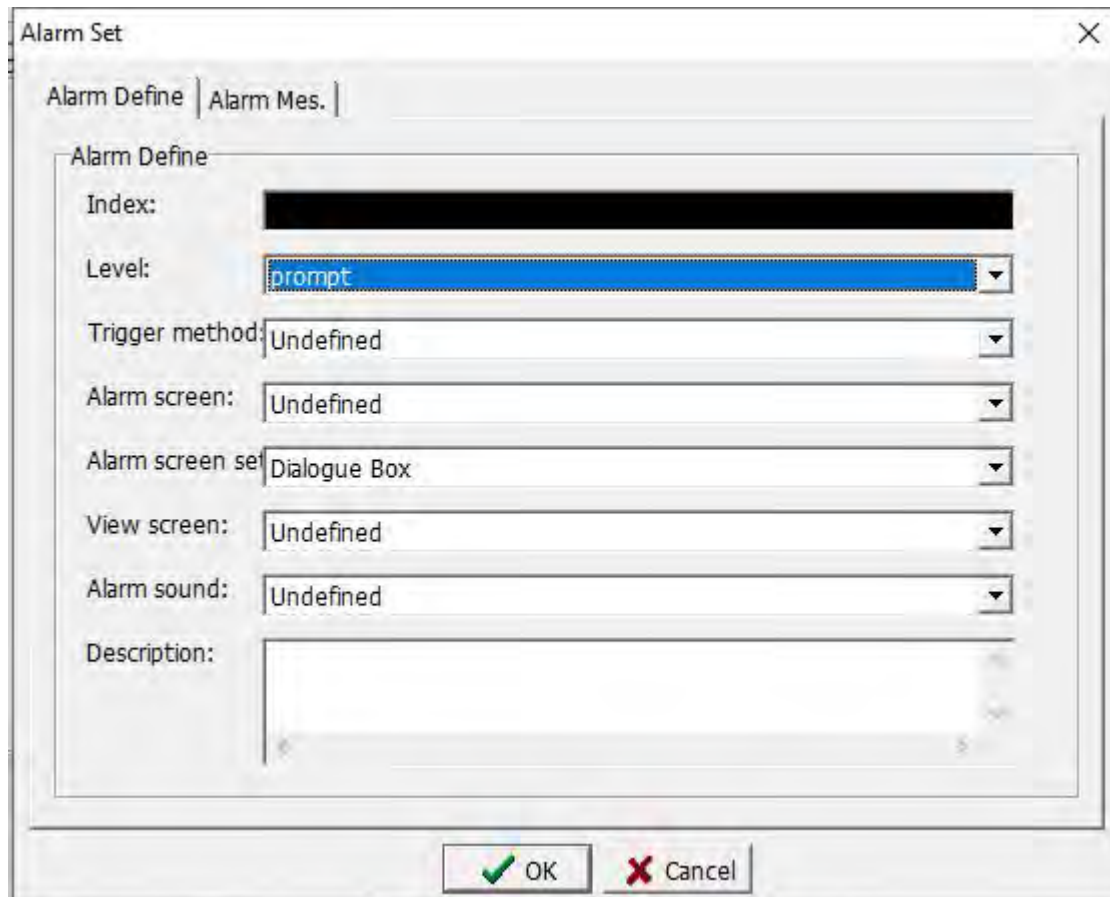 Alarm Set
Alarm Define Alarm Mes.
Alarm Define
Index:
Level: prompt
Trigger method: Undefined
Alarm screen: Undefined
Alarm screen set Dialogue Box
View screen: Undefined
Alarm sound: Undefined
Description:
OK Cancel